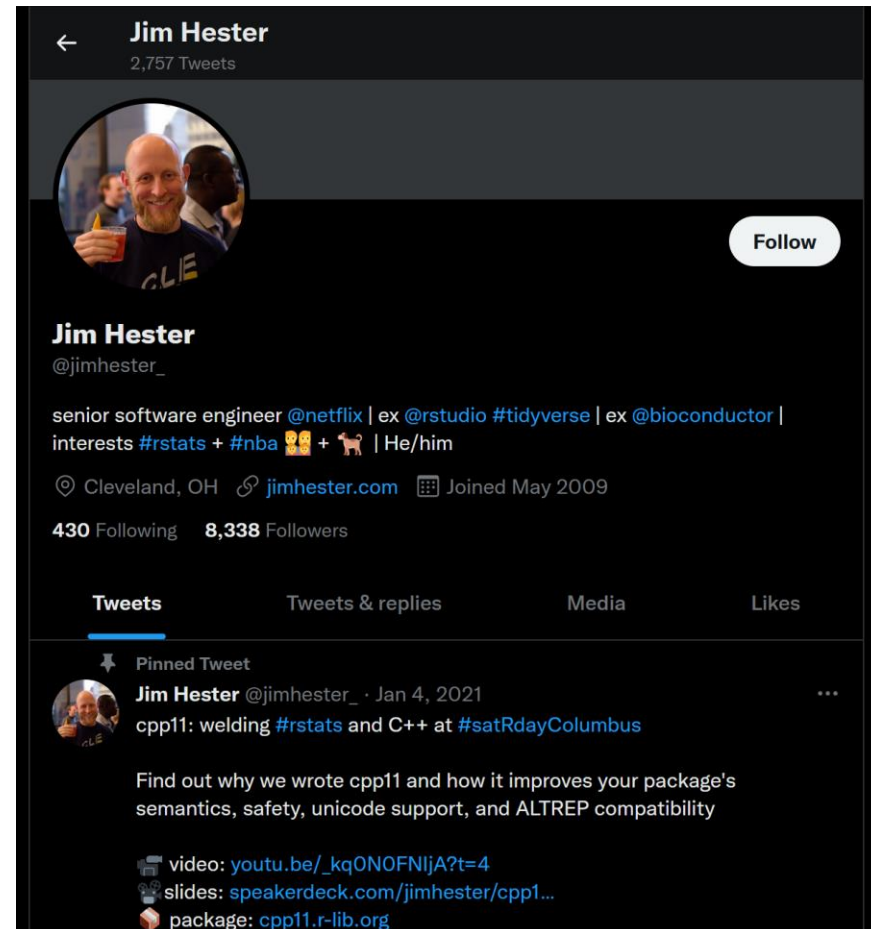 Jim Hester
2,757 Tweets
CLE
Follow
Jim Hester
@jimhester_
senior software engineer @netflix | ex @rstudio #tidyverse | ex @bioconductor |
interests #rstats + #nba 👯 + 🐕 | He/him
Cleveland, OH jimhester.com Joined May 2009
430 Following 8,338 Followers
Tweets Tweets & replies Media Likes
Pinned Tweet
Jim Hester @jimhester_ · Jan 4, 2021 ···
cpp11: welding #rstats and C++ at #satRdayColumbus
Find out why we wrote cpp11 and how it improves your package's
semantics, safety, unicode support, and ALTREP compatibility
📹 video: youtu.be/_kq0N0FNIjA?t=4
📽slides: speakerdeck.com/jimhester/cpp1...
📦 package: cpp11.r-lib.org